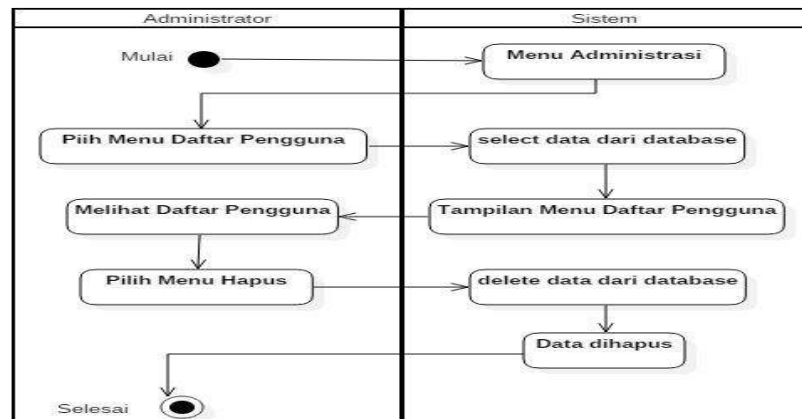 Administrator
Sistem
Mulai
Menu Administrasi
Piih Menu Daftar Pengguna
select data dari database
Melihat Daftar Pengguna
Tampilan Menu Daftar Pengguna
Pilih Menu Hapus
delete data dari database
Data dihapus
Selesai